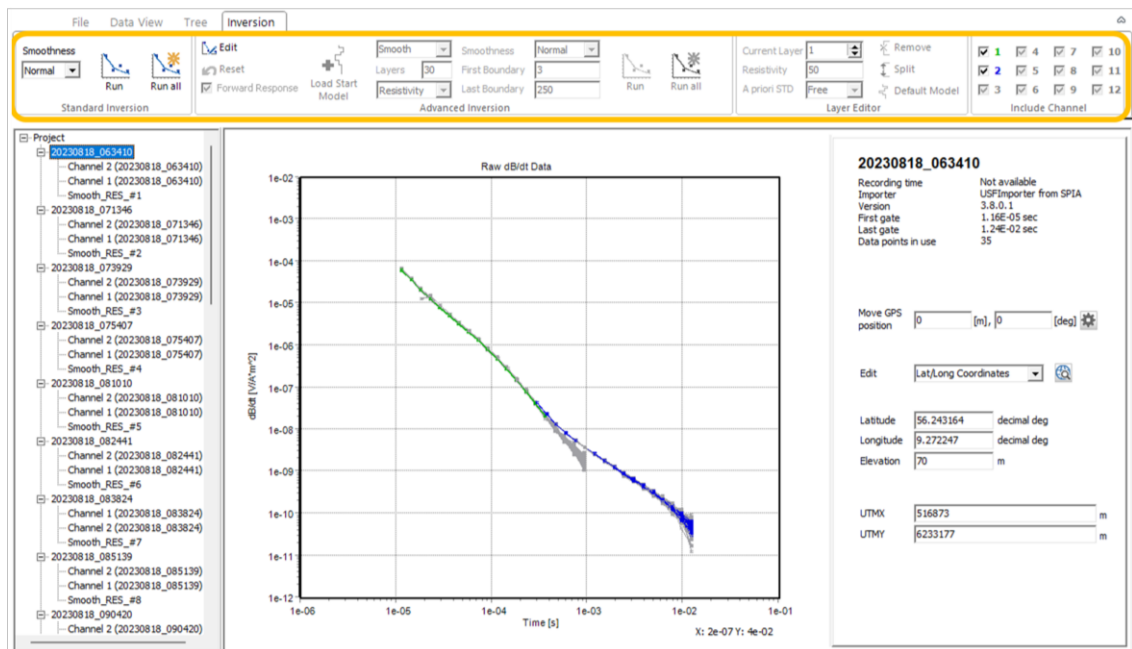 File Data View Tree Inversion
Smoothness
Normal
Run
Run all
Standard Inversion
Edit
Reset
Forward Response
Load Start
Model
Smooth
Layers 30
Resistivity
Smoothness Normal
First Boundary 3
Last Boundary 250
Run
Run all
Advanced Inversion
Current Layer 1
Resistivity 50
A priori STD Free
Remove
Split
Default Model
Layer Editor
1 4 7 10
2 5 8 11
3 6 9 12
Include Channel
Project
20230818_063410
Channel 2 (20230818_063410)
Channel 1 (20230818_063410)
Smooth_RES_#1
20230818_071346
Channel 2 (20230818_071346)
Channel 1 (20230818_071346)
Smooth_RES_#2
20230818_073929
Channel 2 (20230818_073929)
Channel 1 (20230818_073929)
Smooth_RES_#3
20230818_075407
Channel 2 (20230818_075407)
Channel 1 (20230818_075407)
Smooth_RES_#4
20230818_081010
Channel 2 (20230818_081010)
Channel 1 (20230818_081010)
Smooth_RES_#5
20230818_082441
Channel 2 (20230818_082441)
Channel 1 (20230818_082441)
Smooth_RES_#6
20230818_083824
Channel 1 (20230818_083824)
Channel 2 (20230818_083824)
Smooth_RES_#7
20230818_085139
Channel 2 (20230818_085139)
Channel 1 (20230818_085139)
Smooth_RES_#8
20230818_090420
Channel 2 (20230818_090420)
Raw dB/dt Data
dB/dt [V/A*m^2]
1e-02
1e-03
1e-04
1e-05
1e-06
1e-07
1e-08
1e-09
1e-10
1e-11
1e-12
1e-06 1e-05 1e-04 1e-03 1e-02 1e-01
Time [s]
X: 2e-07 Y: 4e-02
20230818_063410
Recording time Not available
Importer USFImporter from SPIA
Version 3.8.0.1
First gate 1.16E-05 sec
Last gate 1.24E-02 sec
Data points in use 35
Move GPS
position 0 [m], 0 [deg]
Edit Lat/Long Coordinates
Latitude 56.243164 decimal deg
Longitude 9.272247 decimal deg
Elevation 70 m
UTMX 516873 m
UTMY 6233177 m